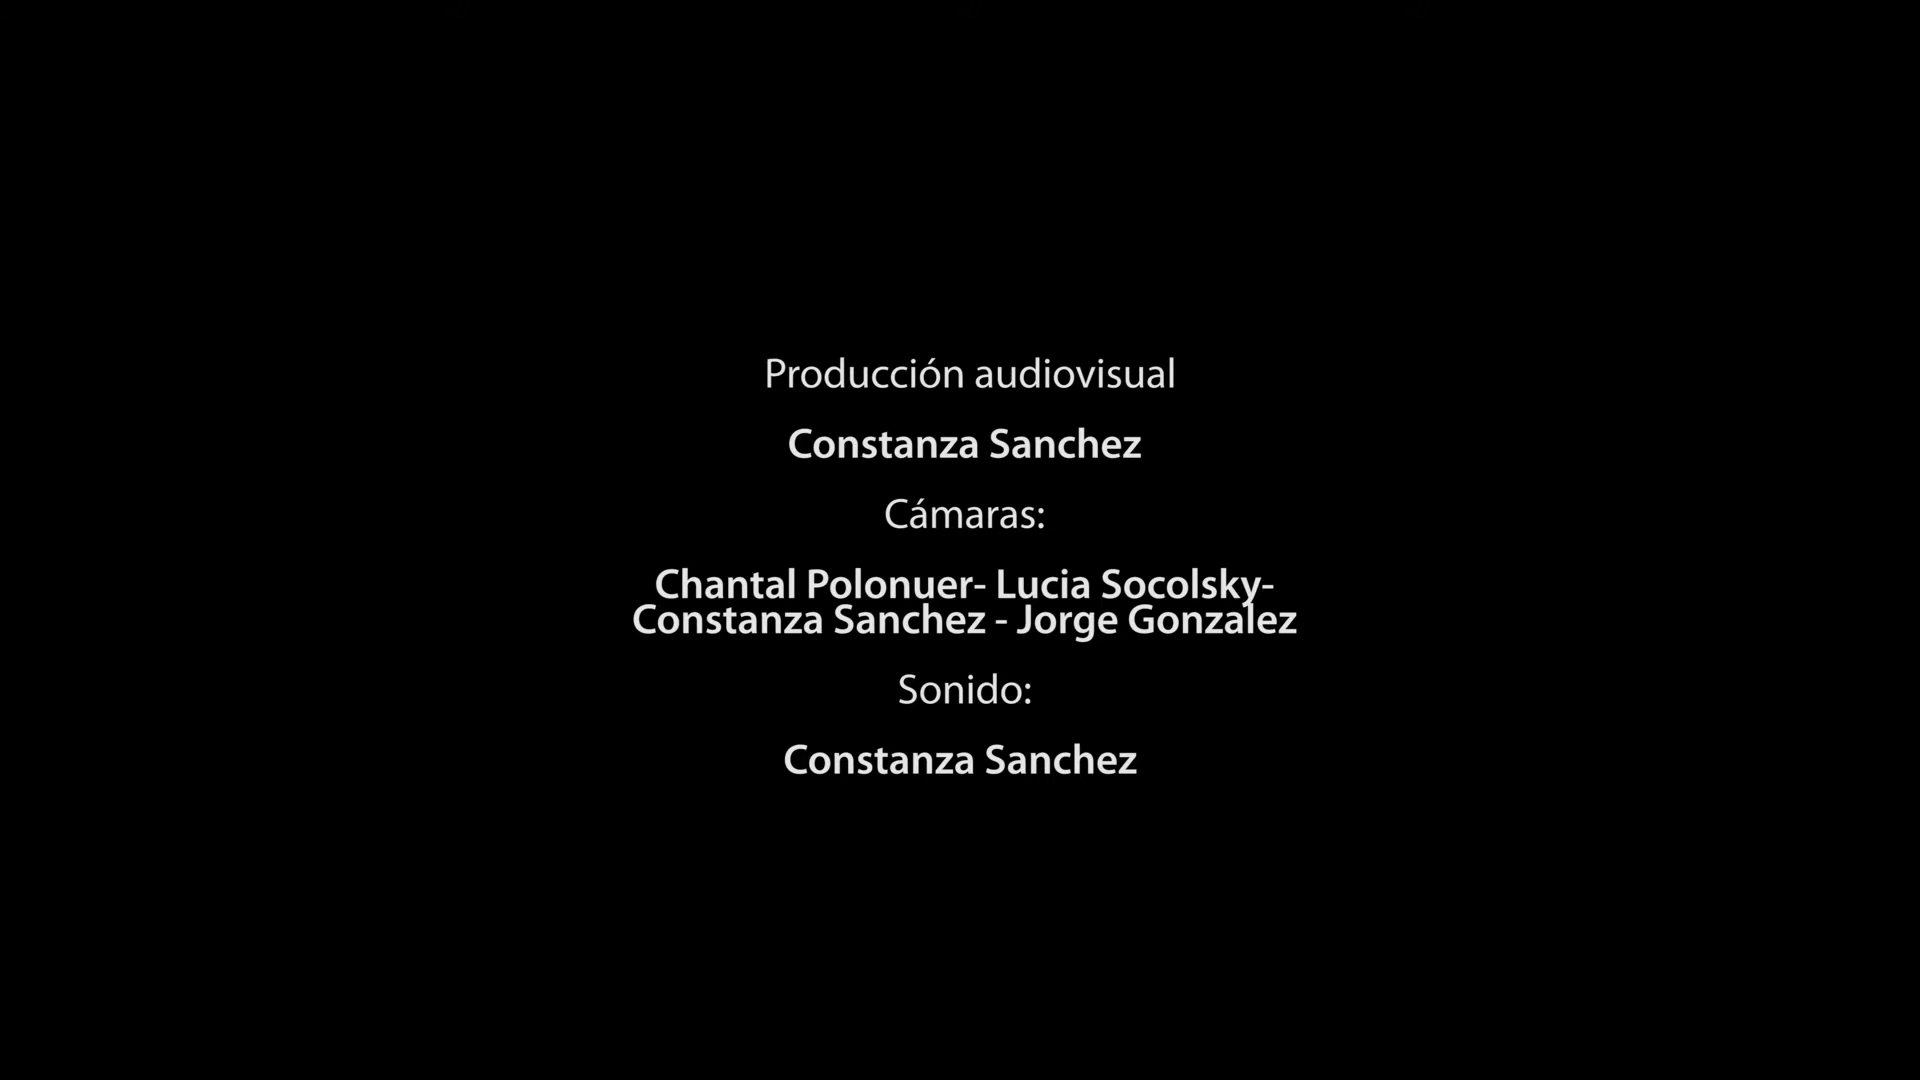 Producción audiovisual
Constanza Sanchez
Cámaras:
Chantal Polonuer- Lucia Socolsky-
Constanza Sanchez - Jorge Gonzalez
Sonido:
Constanza Sanchez